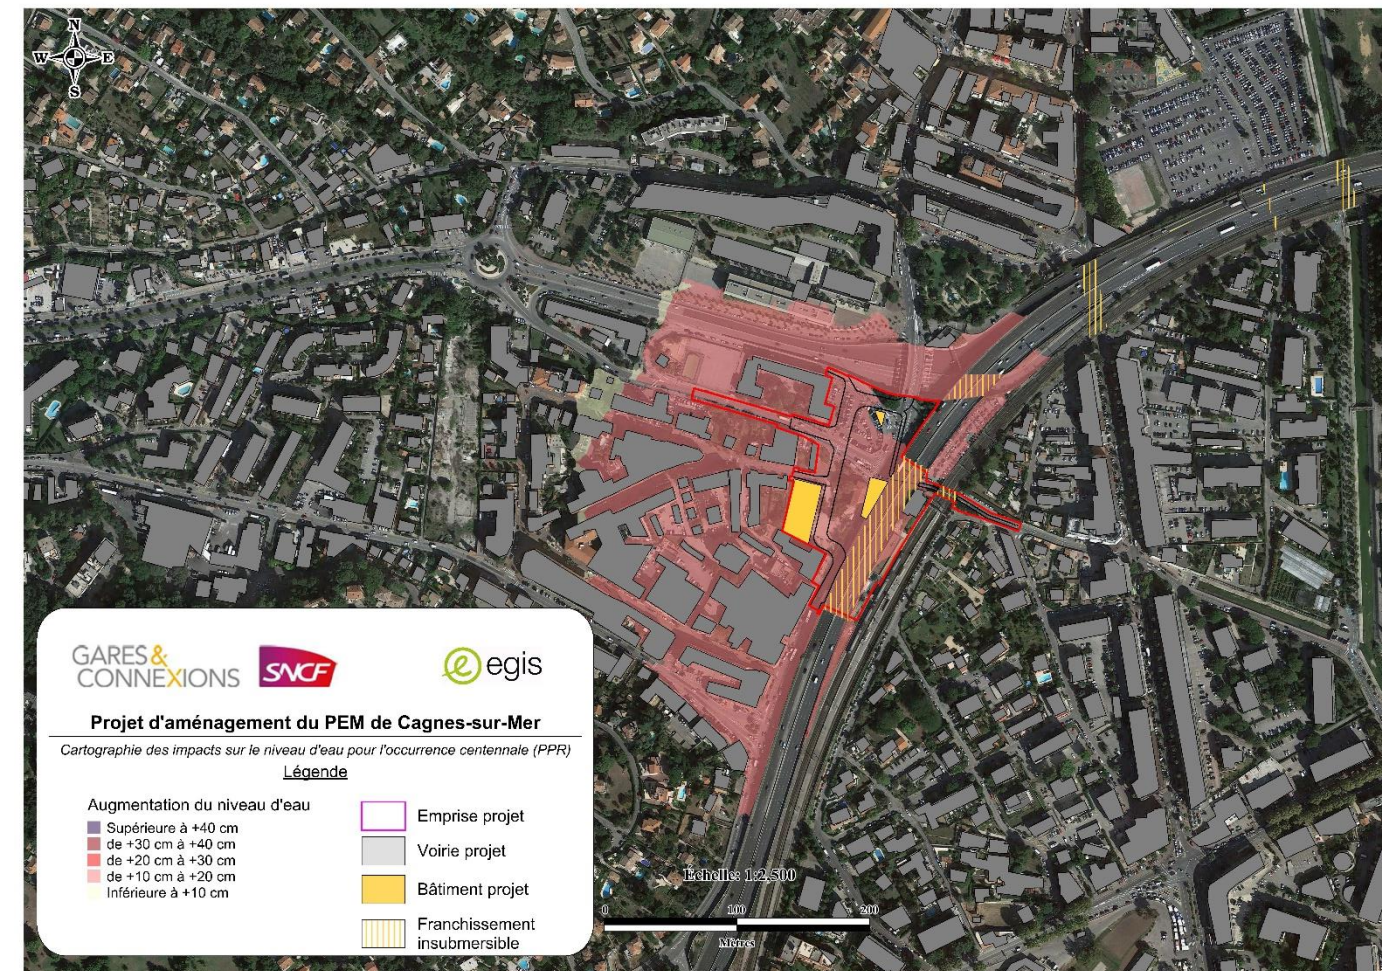 N
W E
S
GARES &
CONNEXIONS
SNCF
egis
Projet d'aménagement du PEM de Cagnes-sur-Mer
Cartographie des impacts sur le niveau d'eau pour l'occurrence centennale (PPR)
Légende
Augmentation du niveau d'eau
Supérieure à +40 cm
de +30 cm à +40 cm
de +20 cm à +30 cm
de +10 cm à +20 cm
Inférieure à +10 cm
Emprise projet
Voirie projet
Bâtiment projet
Franchissement
insubmersible
Echelle: 1:2.500
0 100 200
Mètres